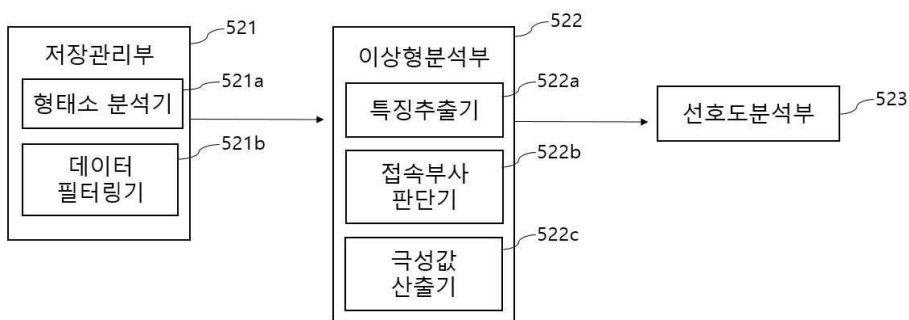 저장관리부
521
형태소 분석기
521a
데이터
필터링기
521b
이상형분석부
522
특징추출기
522a
접속부사
판단기
522b
극성값
산출기
522c
선호도분석부
523